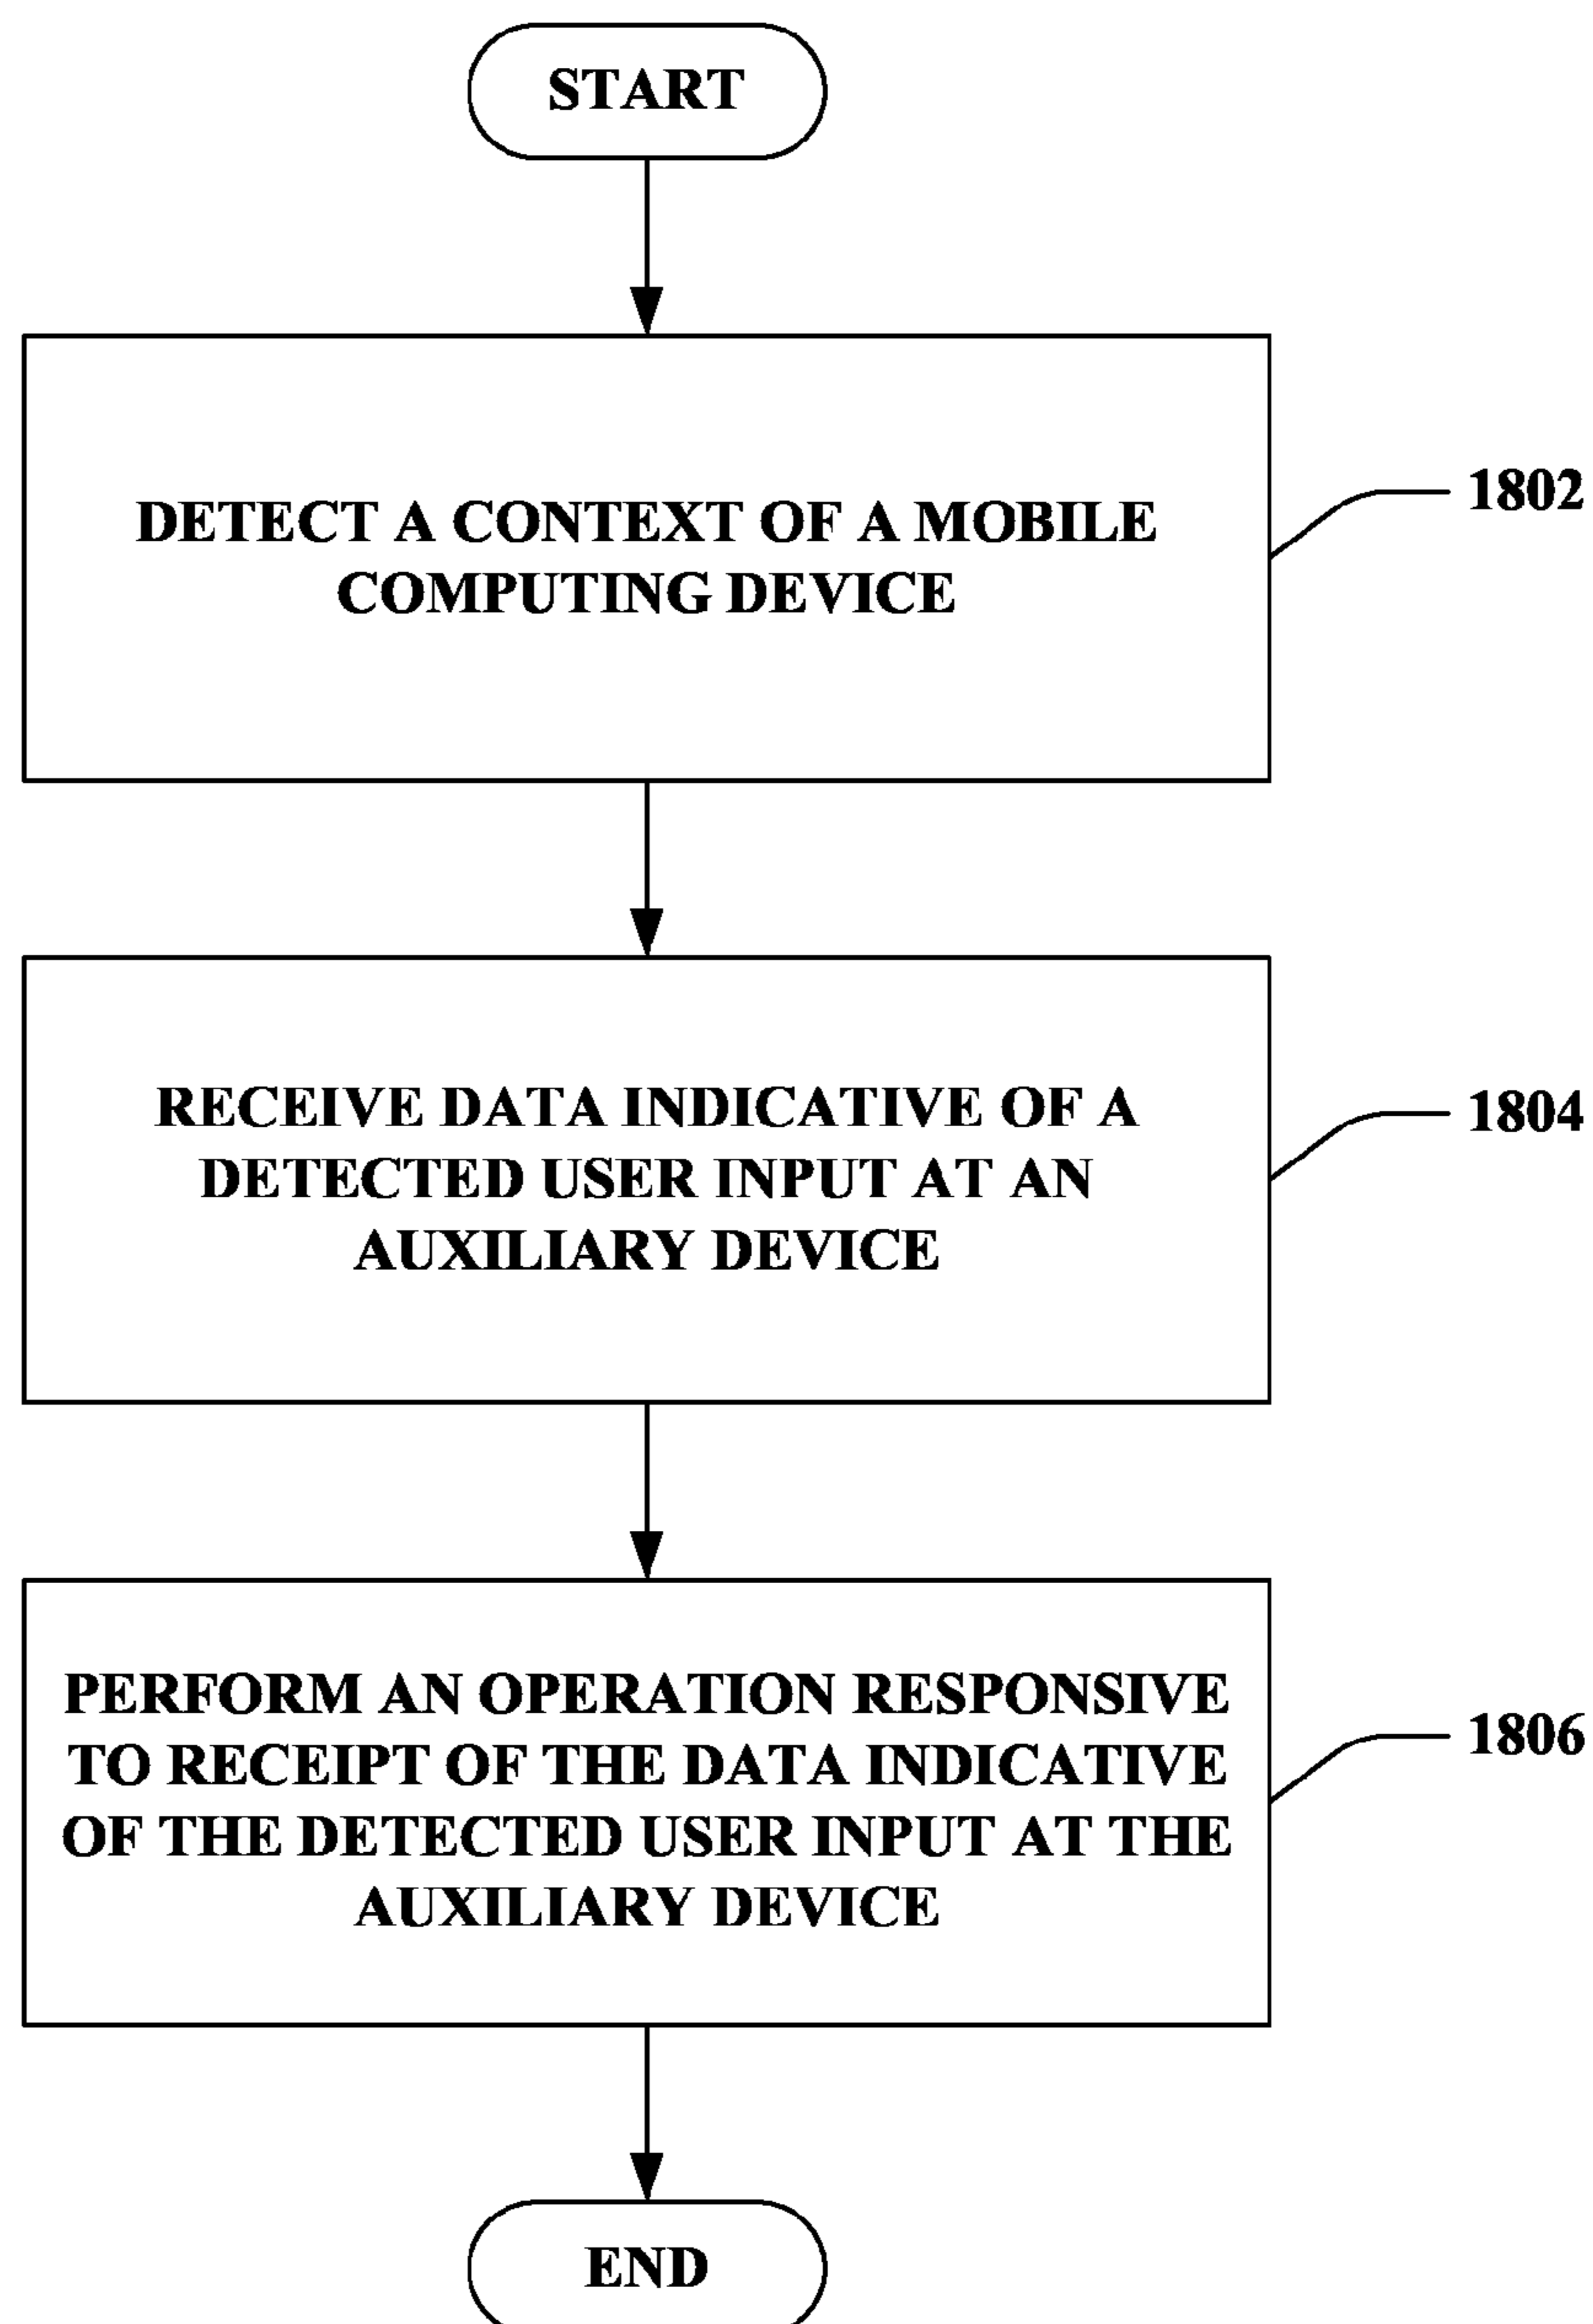 START
DETECT A CONTEXT OF A MOBILE
COMPUTING DEVICE
1802
RECEIVE DATA INDICATIVE OF A
DETECTED USER INPUT AT AN
AUXILIARY DEVICE
1804
PERFORM AN OPERATION RESPONSIVE
TO RECEIPT OF THE DATA INDICATIVE
OF THE DETECTED USER INPUT AT THE
AUXILIARY DEVICE
1806
END